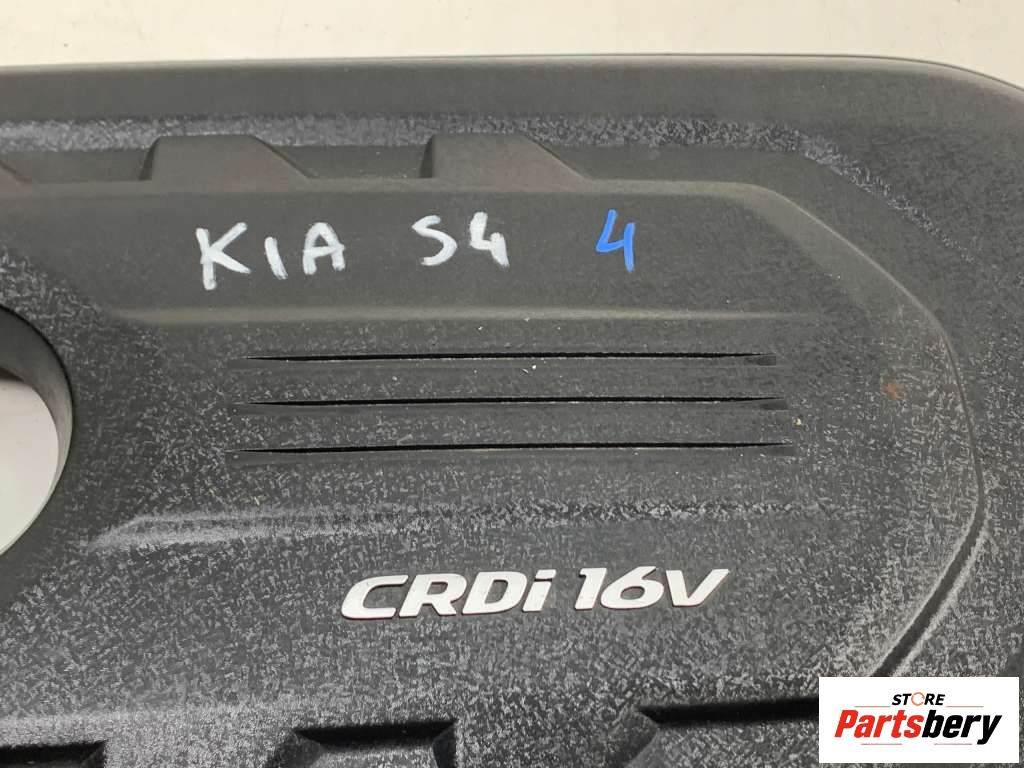 KIA S4 4
CRDi 16V
STORE
Partsbery